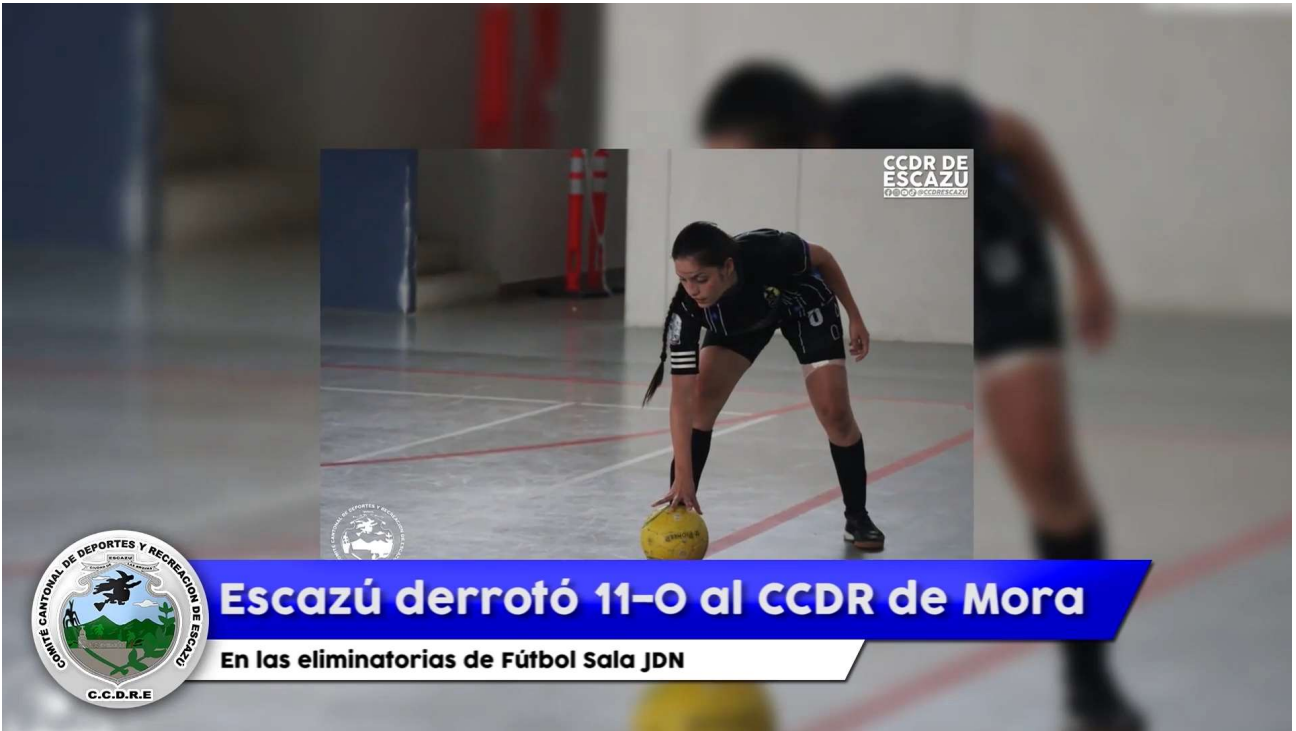 CCDR DE
ESCAZÚ
@CCDRESCAZU
Escazú derrotó 11-0 al CCDR de Mora
En las eliminatorias de Fútbol Sala JDN
COMITÉ CANTONAL DE DEPORTES Y RECREACION DE ESCAZÚ
ESCAZU
C.C.D.R.E